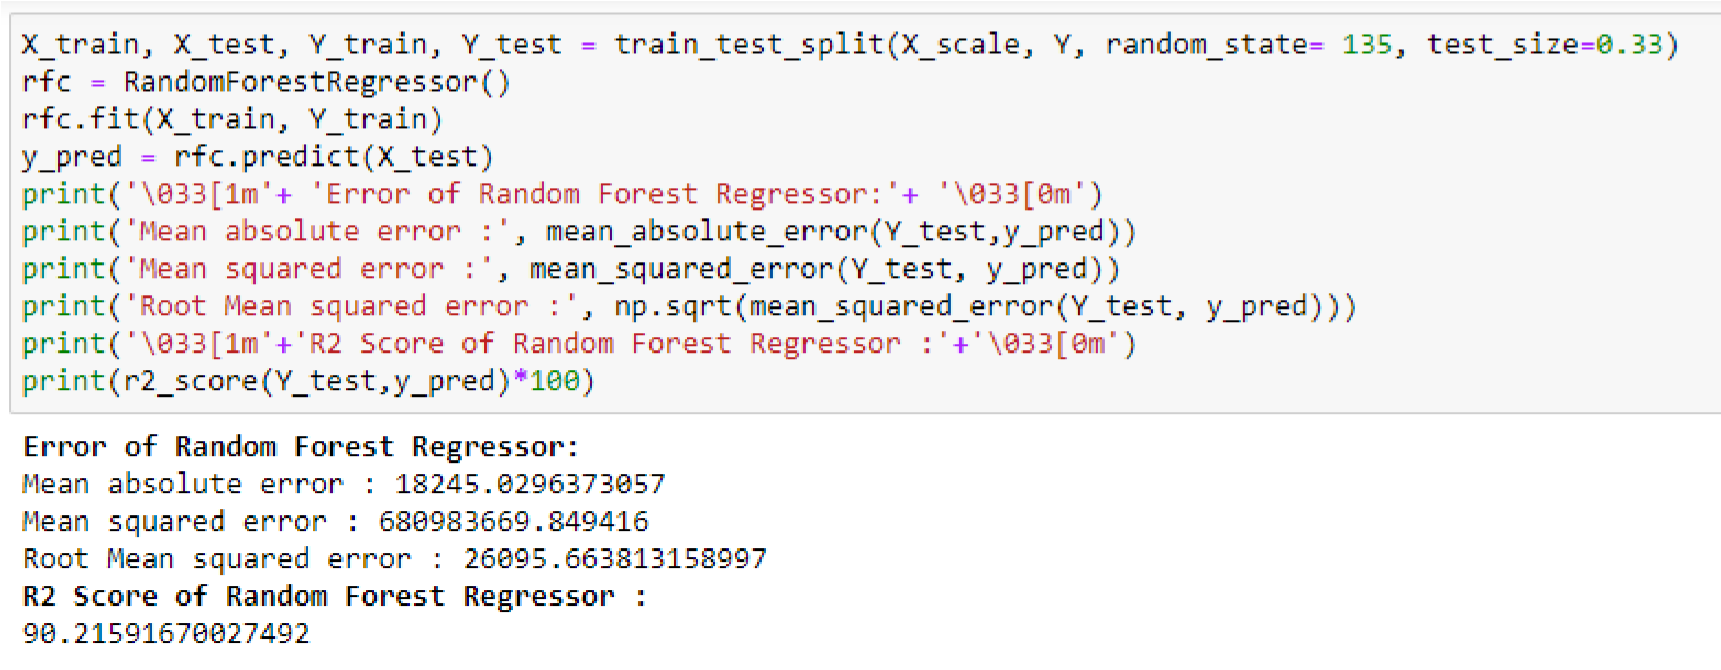 X_train, X_test, Y_train, Y_test = train_test_split(X_scale, Y, random_state= 135, test_size=0.33)
rfc = RandomForestRegressor()
rfc.fit(X_train, Y_train)
y_pred = rfc.predict(X_test)
print('\033[1m'+ 'Error of Random Forest Regressor:'+ '\033[0m')
print('Mean absolute error :', mean_absolute_error(Y_test,y_pred))
print('Mean squared error :', mean_squared_error(Y_test, y_pred))
print('Root Mean squared error :', np.sqrt(mean_squared_error(Y_test, y_pred)))
print('\033[1m'+'R2 Score of Random Forest Regressor :'+'\033[0m')
print(r2_score(Y_test,y_pred)*100)
Error of Random Forest Regressor:
Mean absolute error : 18245.0296373057
Mean squared error : 680983669.849416
Root Mean squared error : 26095.663813158997
R2 Score of Random Forest Regressor :
90.21591670027492